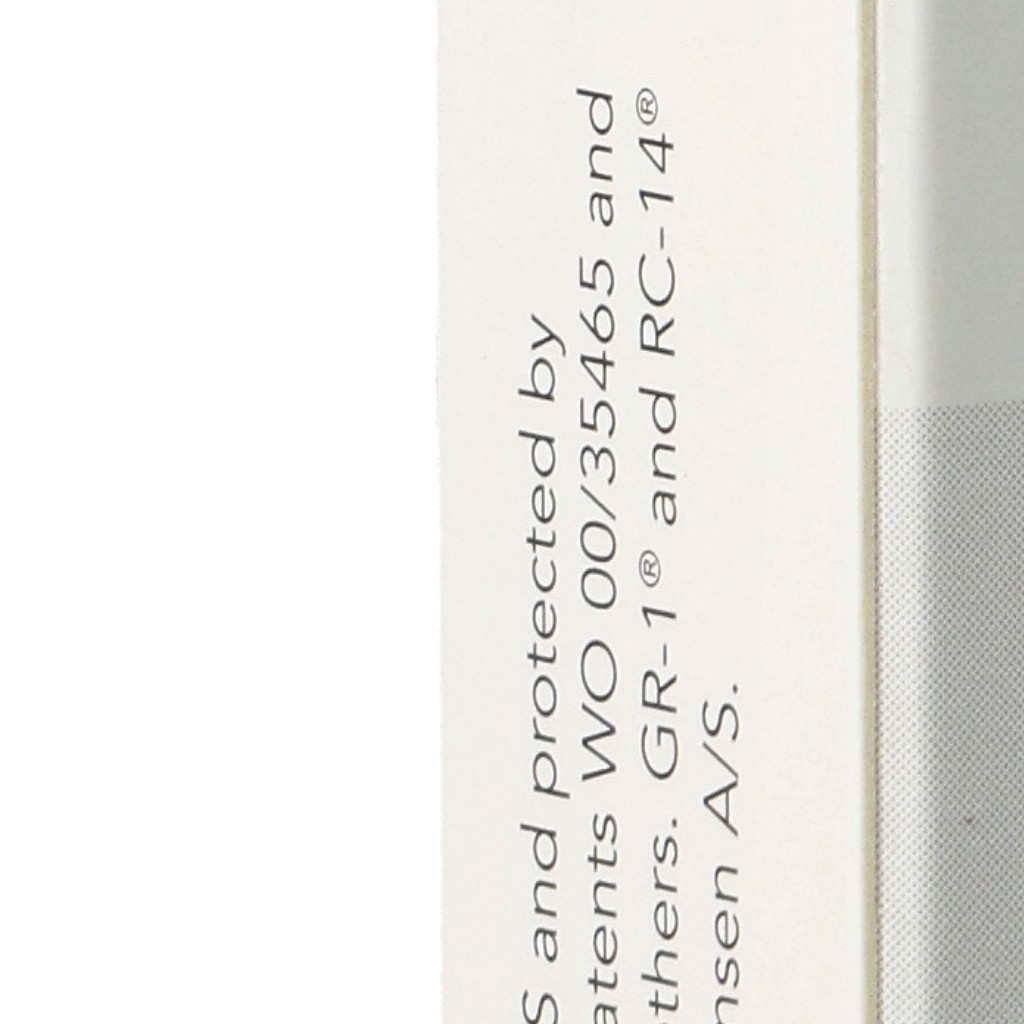 S and protected by
atents WO 00/35465 and
thers. GR-1® and RC-14®
nsen A/S.